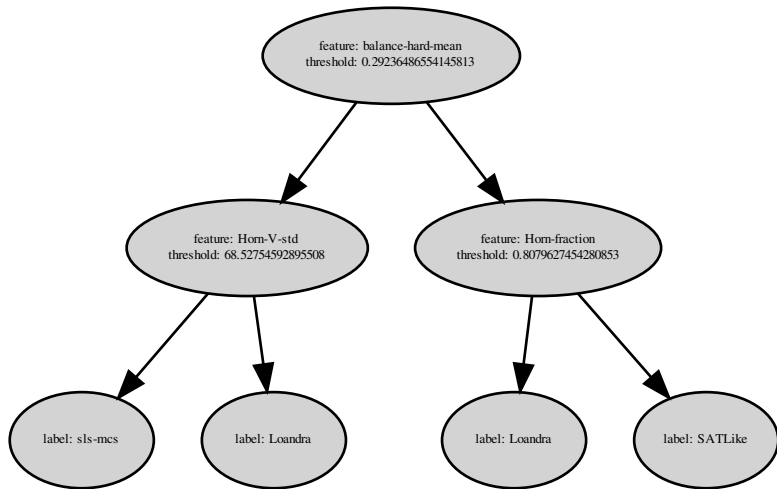 feature: balance-hard-mean
threshold: 0.29236486554145813
feature: Horn-V-std
threshold: 68.52754592895508
feature: Horn-fraction
threshold: 0.8079627454280853
label: sls-mcs
label: Loandra
label: Loandra
label: SATLike